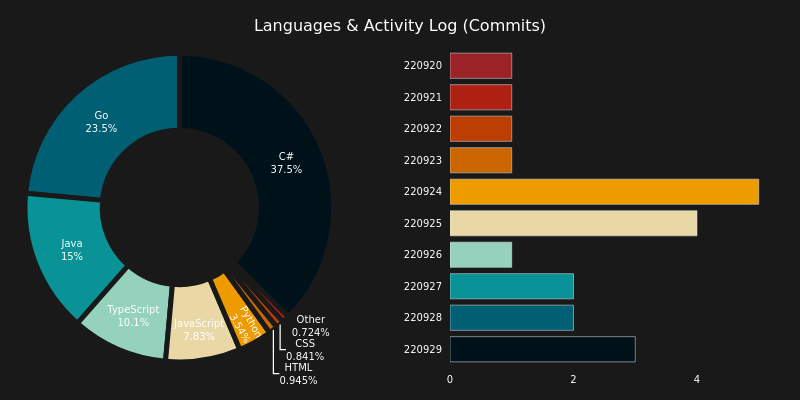 Languages & Activity Log (Commits)
Go
23.5%
C#
37.5%
Java
15%
TypeScript
10.1%
JavaScript
7.83%
Python
3.54%
Other
0.724%
CSS
0.841%
HTML
0.945%
220920
220921
220922
220923
220924
220925
220926
220927
220928
220929
0 2 4